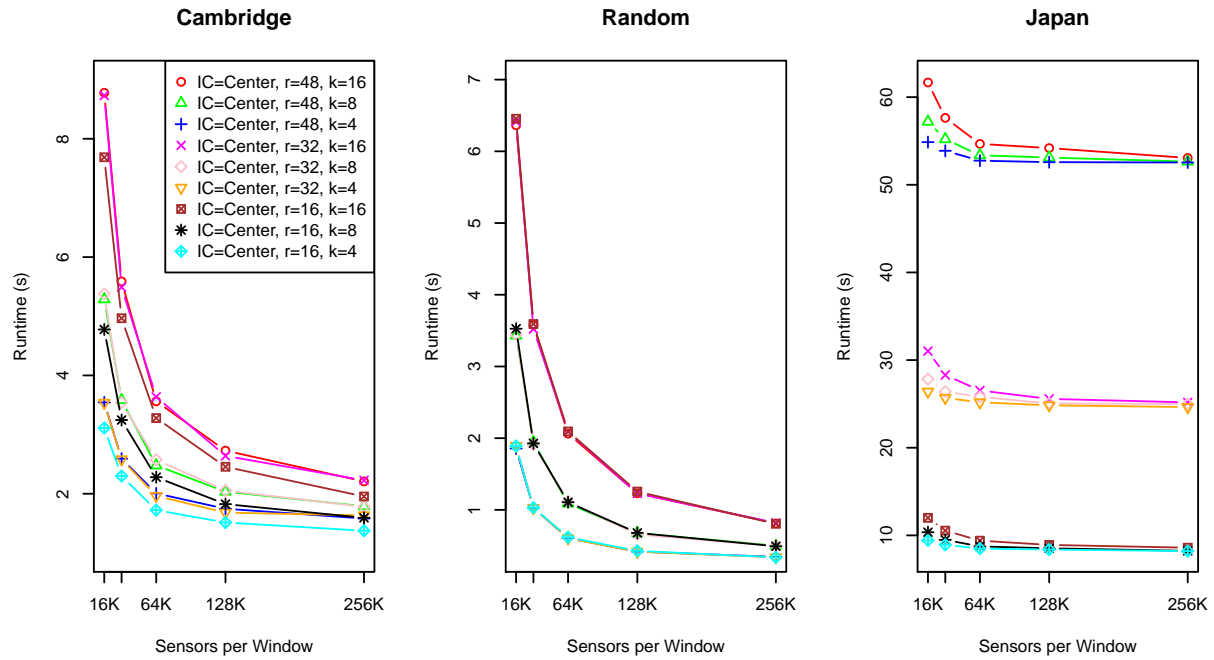 Cambridge
Runtime (s)
8
6
4
2
16K 64K 128K 256K
Sensors per Window
IC=Center, r=48, k=16
IC=Center, r=48, k=8
IC=Center, r=48, k=4
IC=Center, r=32, k=16
IC=Center, r=32, k=8
IC=Center, r=32, k=4
IC=Center, r=16, k=16
IC=Center, r=16, k=8
IC=Center, r=16, k=4
Random
Runtime (s)
7
6
5
4
3
2
1
16K 64K 128K 256K
Sensors per Window
Japan
Runtime (s)
60
50
40
30
20
10
16K 64K 128K 256K
Sensors per Window